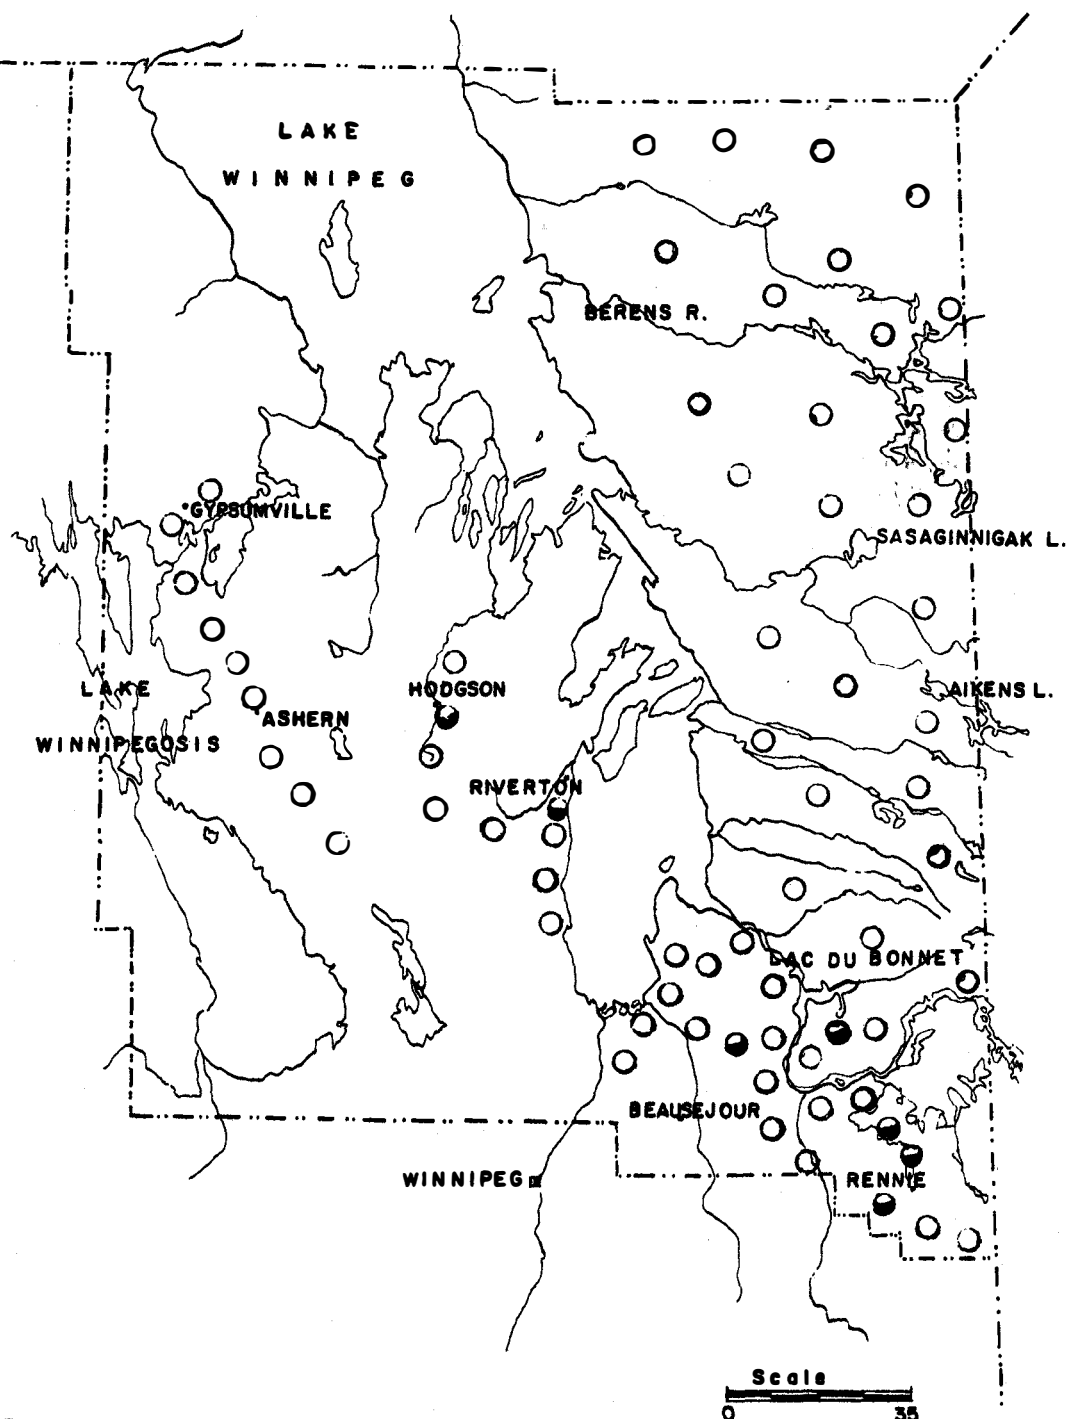 LAKE
WINNIPEG
BERENS R.
GYPSUMVILLE
SASAGINNIGAK L.
LAKE
WINNIPEGOSIS
HODGSON
AIKENS L.
ASHERN
RIVERTON
LAC DU BONNET
BEAUSEJOUR
WINNIPEG
RENNIE
Scale
0 35